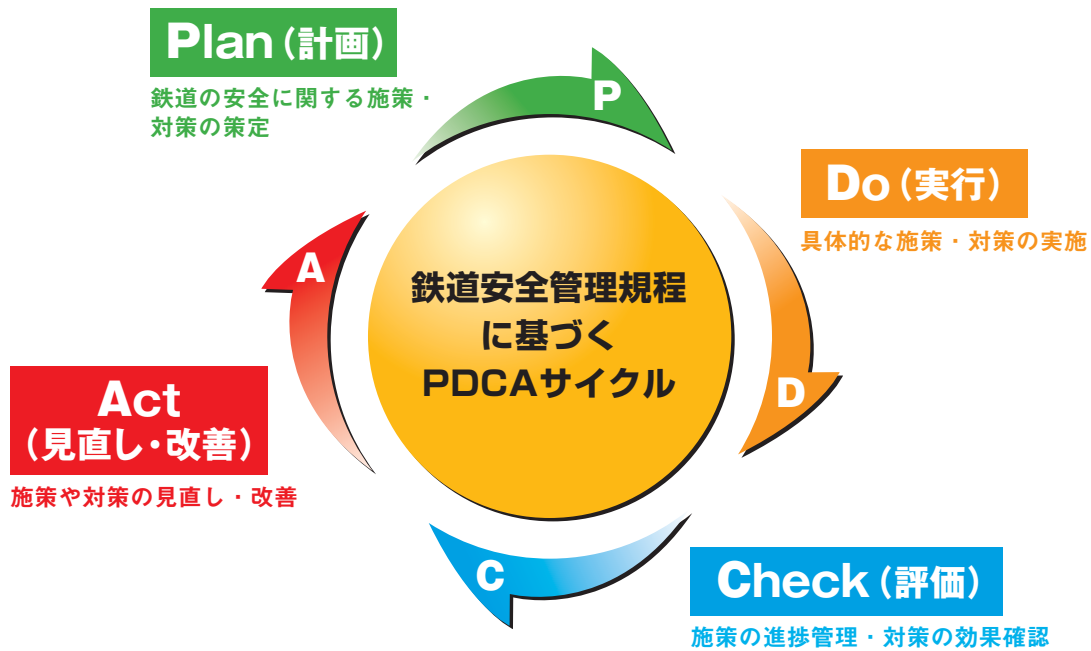 Plan(計画)
鉄道の安全に関する施策・
対策の策定
P
Do(実行)
具体的な施策・対策の実施
D
鉄道安全管理規程
に基づく
PDCAサイクル
A
Act
(見直し・改善)
施策や対策の見直し・改善
C
Check(評価)
施策の進捗管理・対策の効果確認